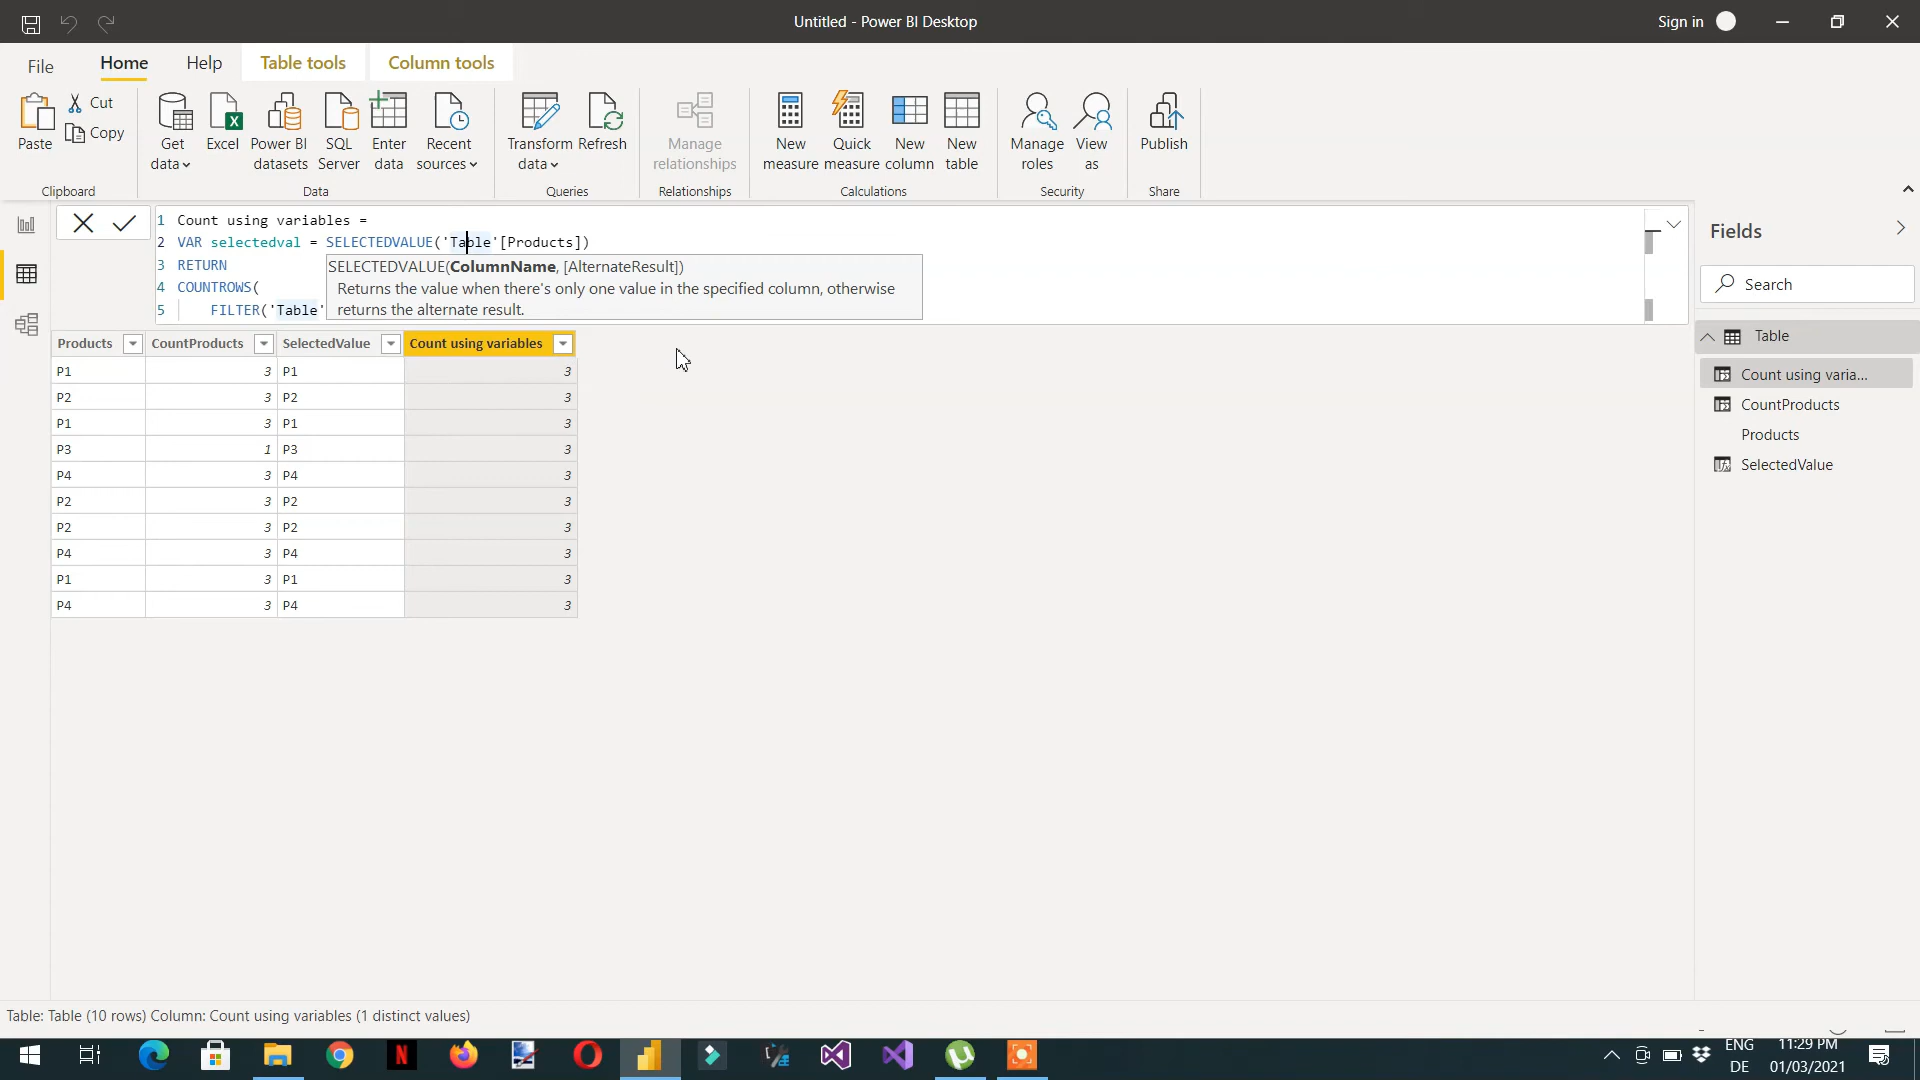 Untitled - Power BI Desktop
Sign in
File
Home
Help
Table tools
Column tools
Paste
Cut
Copy
Clipboard
Get data
Excel
Power BI datasets
SQL Server
Enter data
Recent sources
Data
Transform data
Refresh
Queries
Manage relationships
Relationships
New measure
Quick measure
New column
New table
Calculations
Manage roles
View as
Security
Publish
Share
1 Count using variables =
2 VAR selectedval = SELECTEDVALUE('Table'[Products])
3 RETURN
4 COUNTROWS(
5 FILTER('Table'
SELECTEDVALUE(ColumnName, [AlternateResult])
Returns the value when there's only one value in the specified column, otherwise
returns the alternate result.
Products CountProducts SelectedValue Count using variables
P1 3 P1 3
P2 3 P2 3
P1 3 P1 3
P3 1 P3 3
P4 3 P4 3
P2 3 P2 3
P2 3 P2 3
P4 3 P4 3
P1 3 P1 3
P4 3 P4 3
Fields
Search
Table
Count using varia...
CountProducts
Products
SelectedValue
Table: Table (10 rows) Column: Count using variables (1 distinct values)
ENG
DE
11:29 PM
01/03/2021